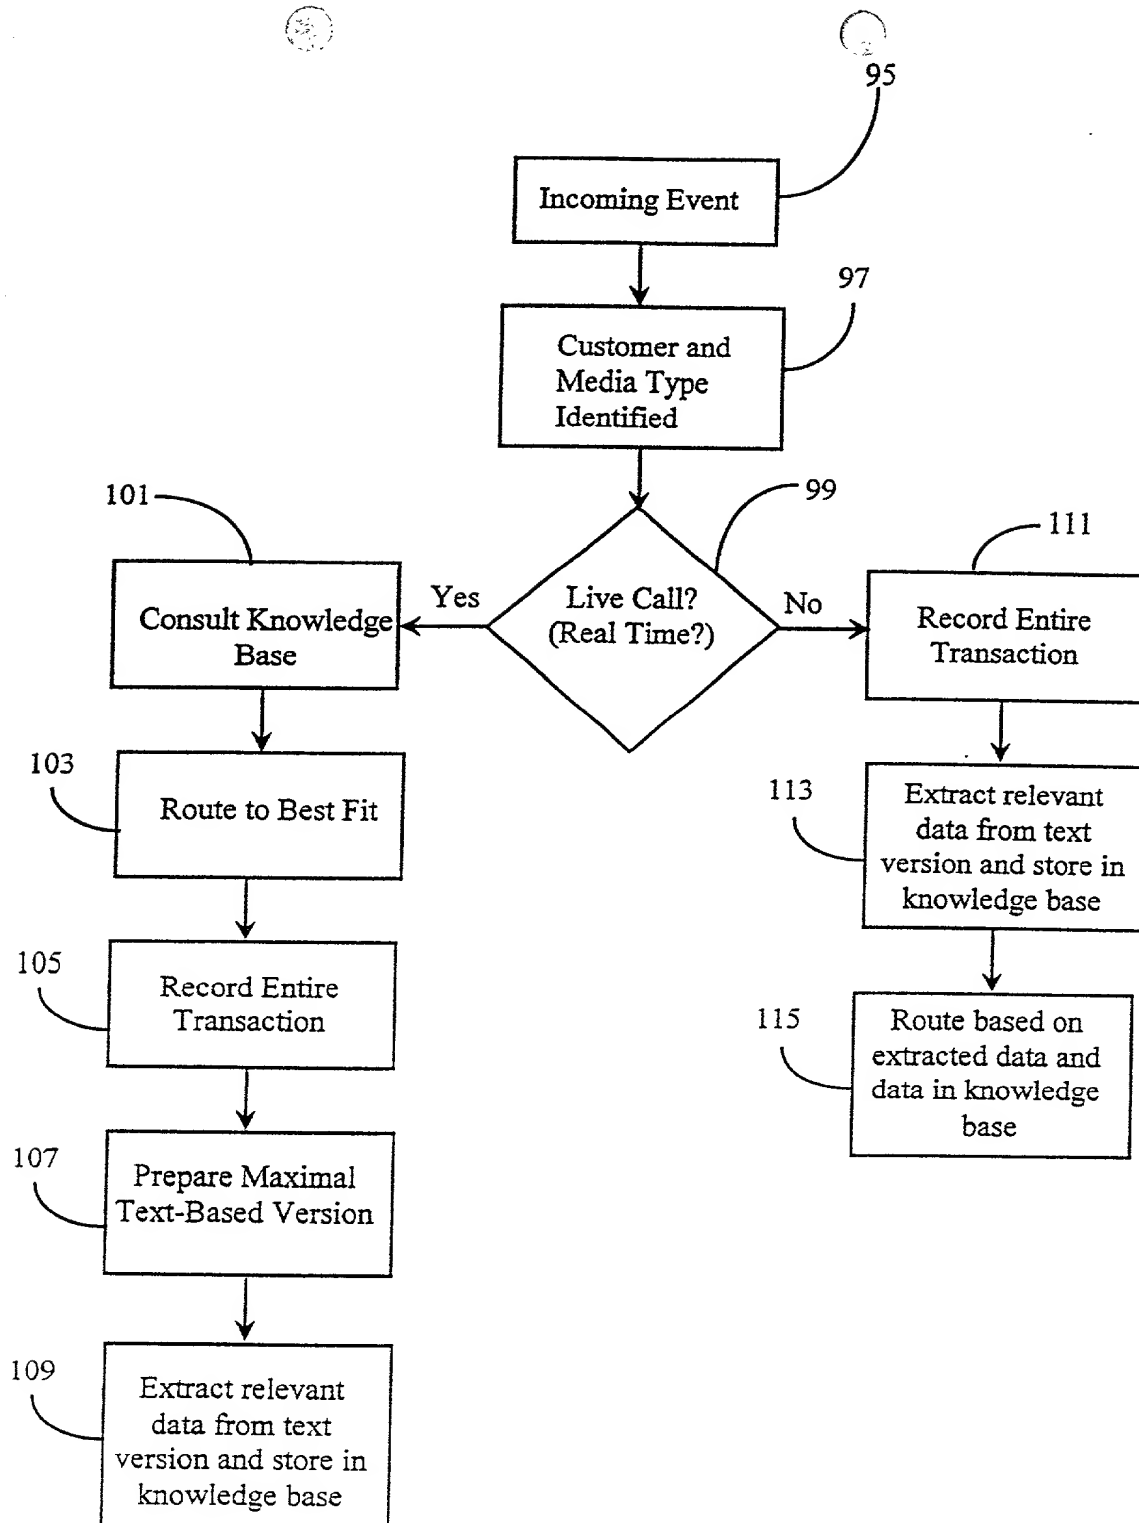 95
Incoming Event
97
Customer and
Media Type
Identified
99
Live Call?
(Real Time?)
Yes
No
101
Consult Knowledge
Base
103
Route to Best Fit
105
Record Entire
Transaction
107
Prepare Maximal
Text-Based Version
109
Extract relevant
data from text
version and store in
knowledge base
111
Record Entire
Transaction
113
Extract relevant
data from text
version and store in
knowledge base
115
Route based on
extracted data and
data in knowledge
base